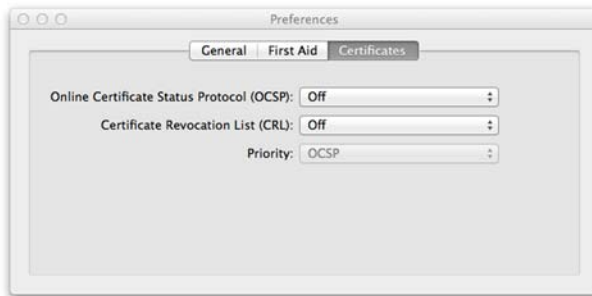 Preferences
General First Aid Certificates
Online Certificate Status Protocol (OCSP): Off
Certificate Revocation List (CRL): Off
Priority: OCSP